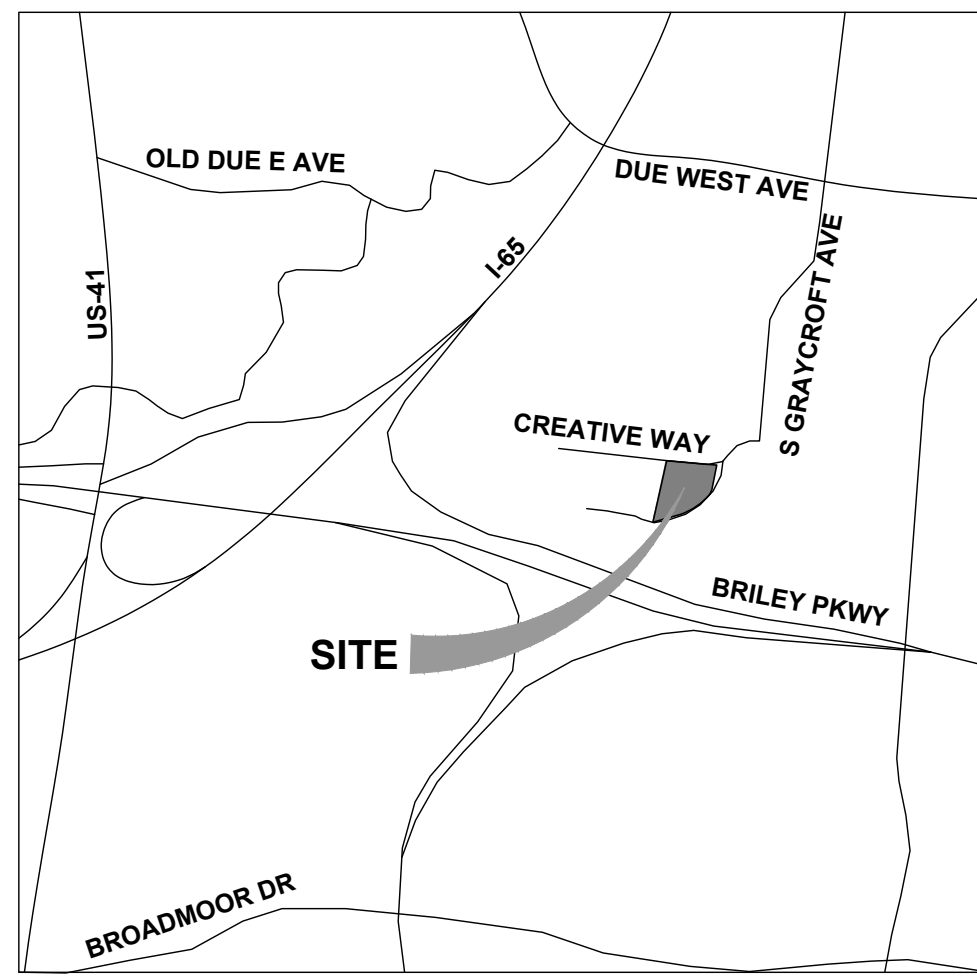 OLD DUE E AVE
DUE WEST AVE
I-65
US-41
S GRAYCROFT AVE
CREATIVE WAY
BRILEY PKWY
SITE
BROADMOOR DR